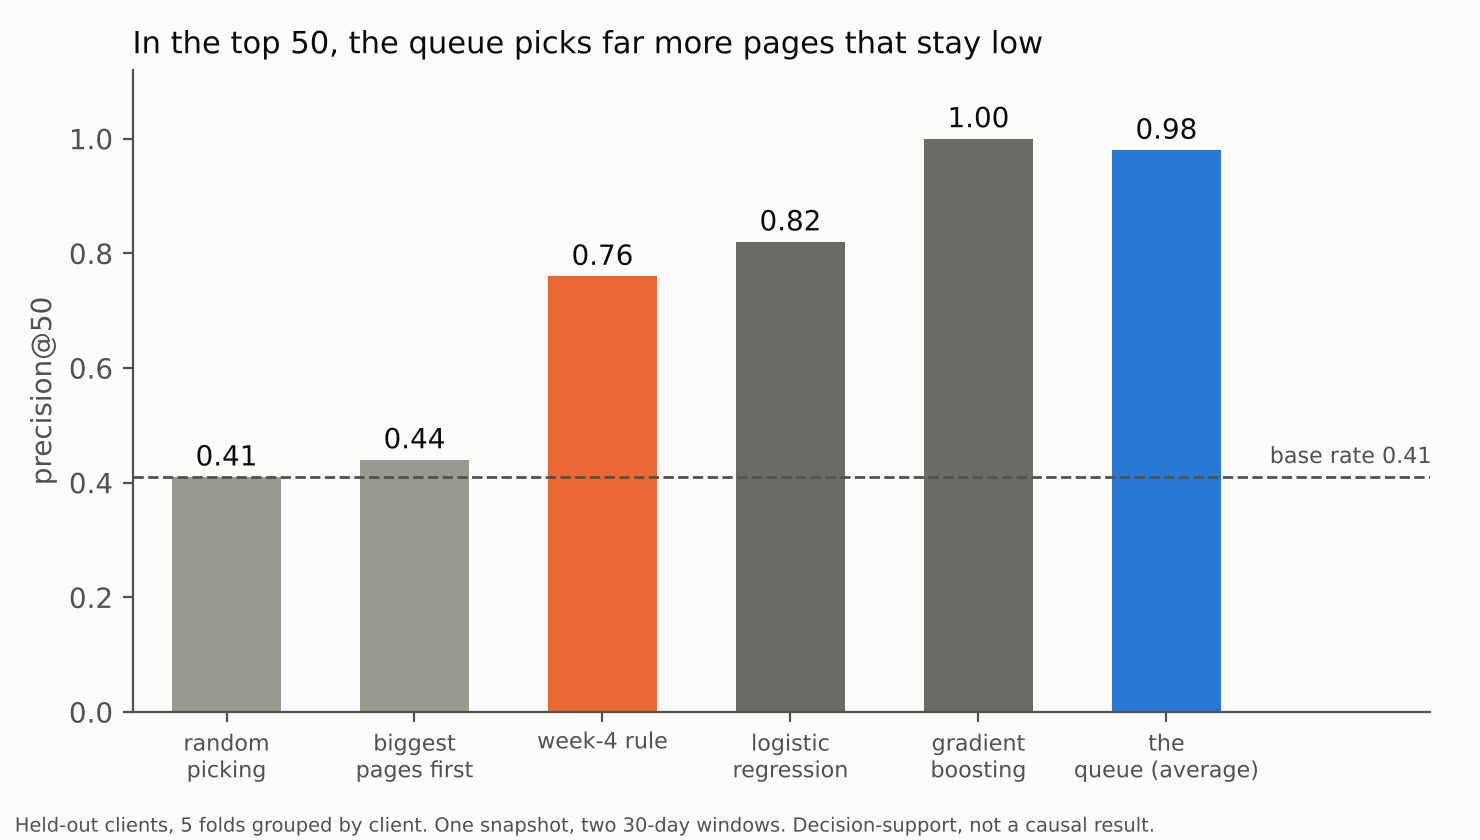 In the top 50, the queue picks far more pages that stay low
precision@50
1.0
0.8
0.6
0.4
0.2
0.0
0.41
0.44
0.76
0.82
1.00
0.98
base rate 0.41
random
picking
biggest
pages first
week-4 rule
logistic
regression
gradient
boosting
the
queue (average)
Held-out clients, 5 folds grouped by client. One snapshot, two 30-day windows. Decision-support, not a causal result.